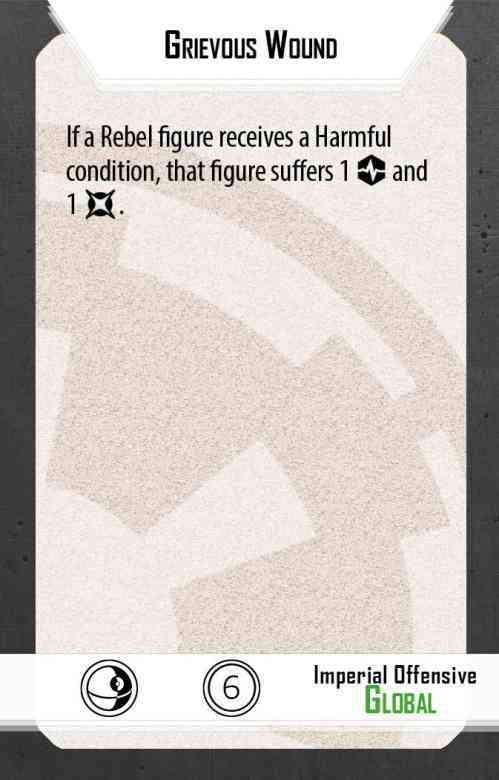 Grievous Wound
If a Rebel figure receives a Harmful
condition, that figure suffers 1 and
1 .
6
Imperial Offensive
Global